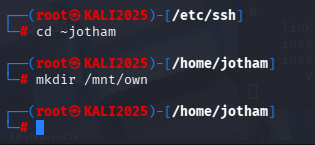 ┌──(root㉿KALI2025)-[/etc/ssh]
└─# cd ~jotham
┌──(root㉿KALI2025)-[/home/jotham]
└─# mkdir /mnt/own
┌──(root㉿KALI2025)-[/home/jotham]
└─#